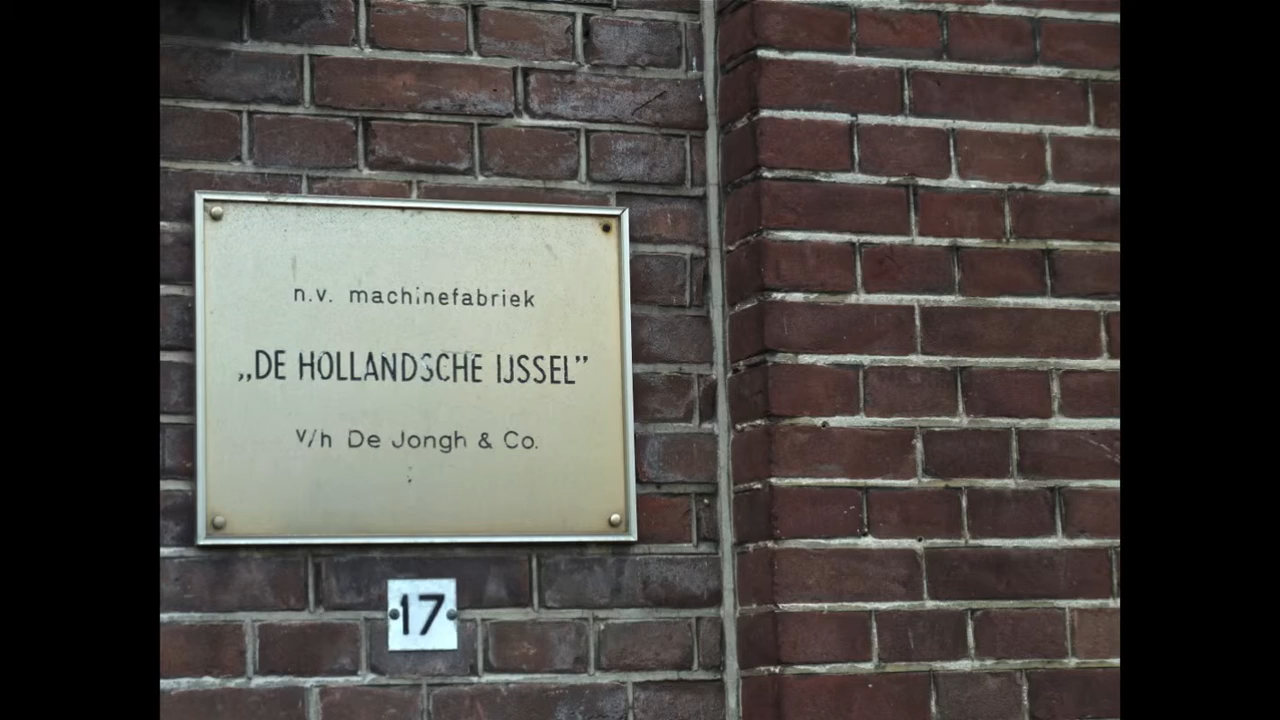 n.v. machinefabriek
„DE HOLLANDSCHE IJSSEL”
v/h De Jongh & Co.
17